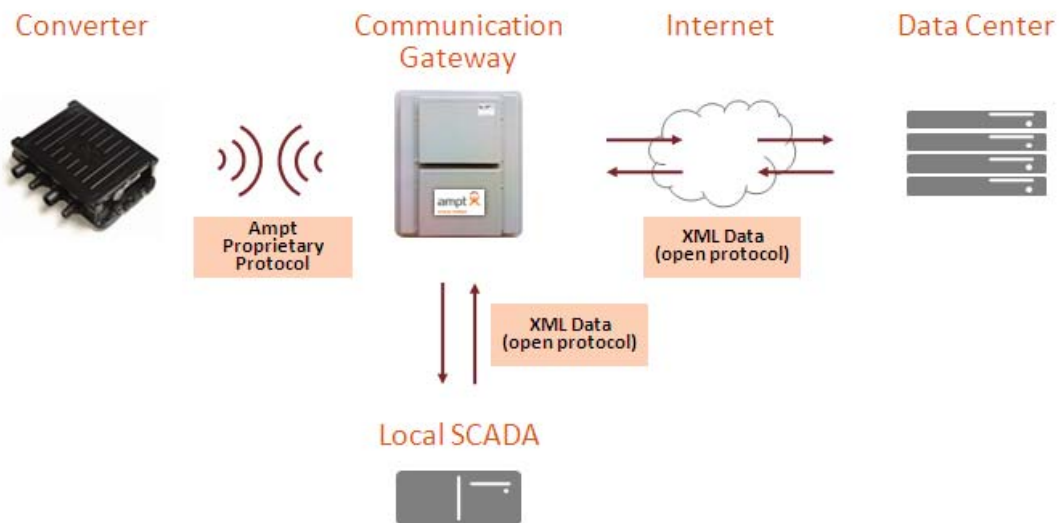 Converter
Communication
Gateway
Internet
Data Center
ampt
Ampt
Proprietary
Protocol
XML Data
(open protocol)
XML Data
(open protocol)
Local SCADA